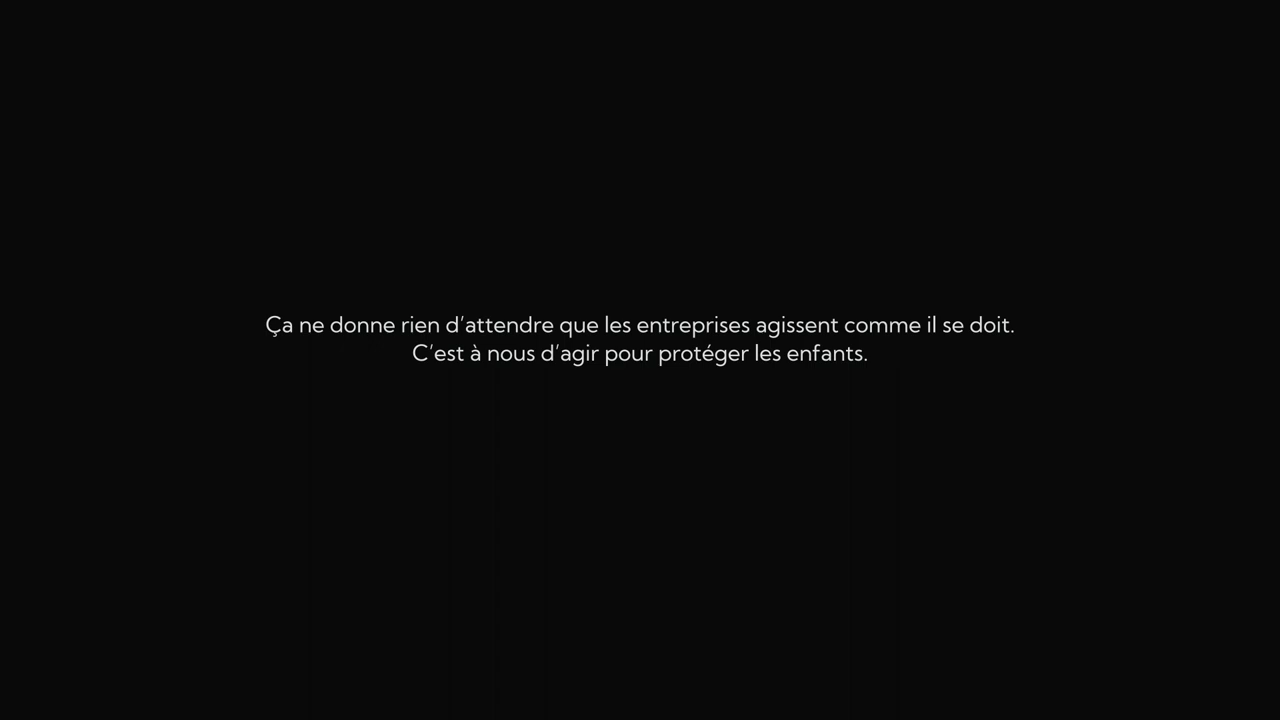 Ça ne donne rien d’attendre que les entreprises agissent comme il se doit.
C’est à nous d’agir pour protéger les enfants.